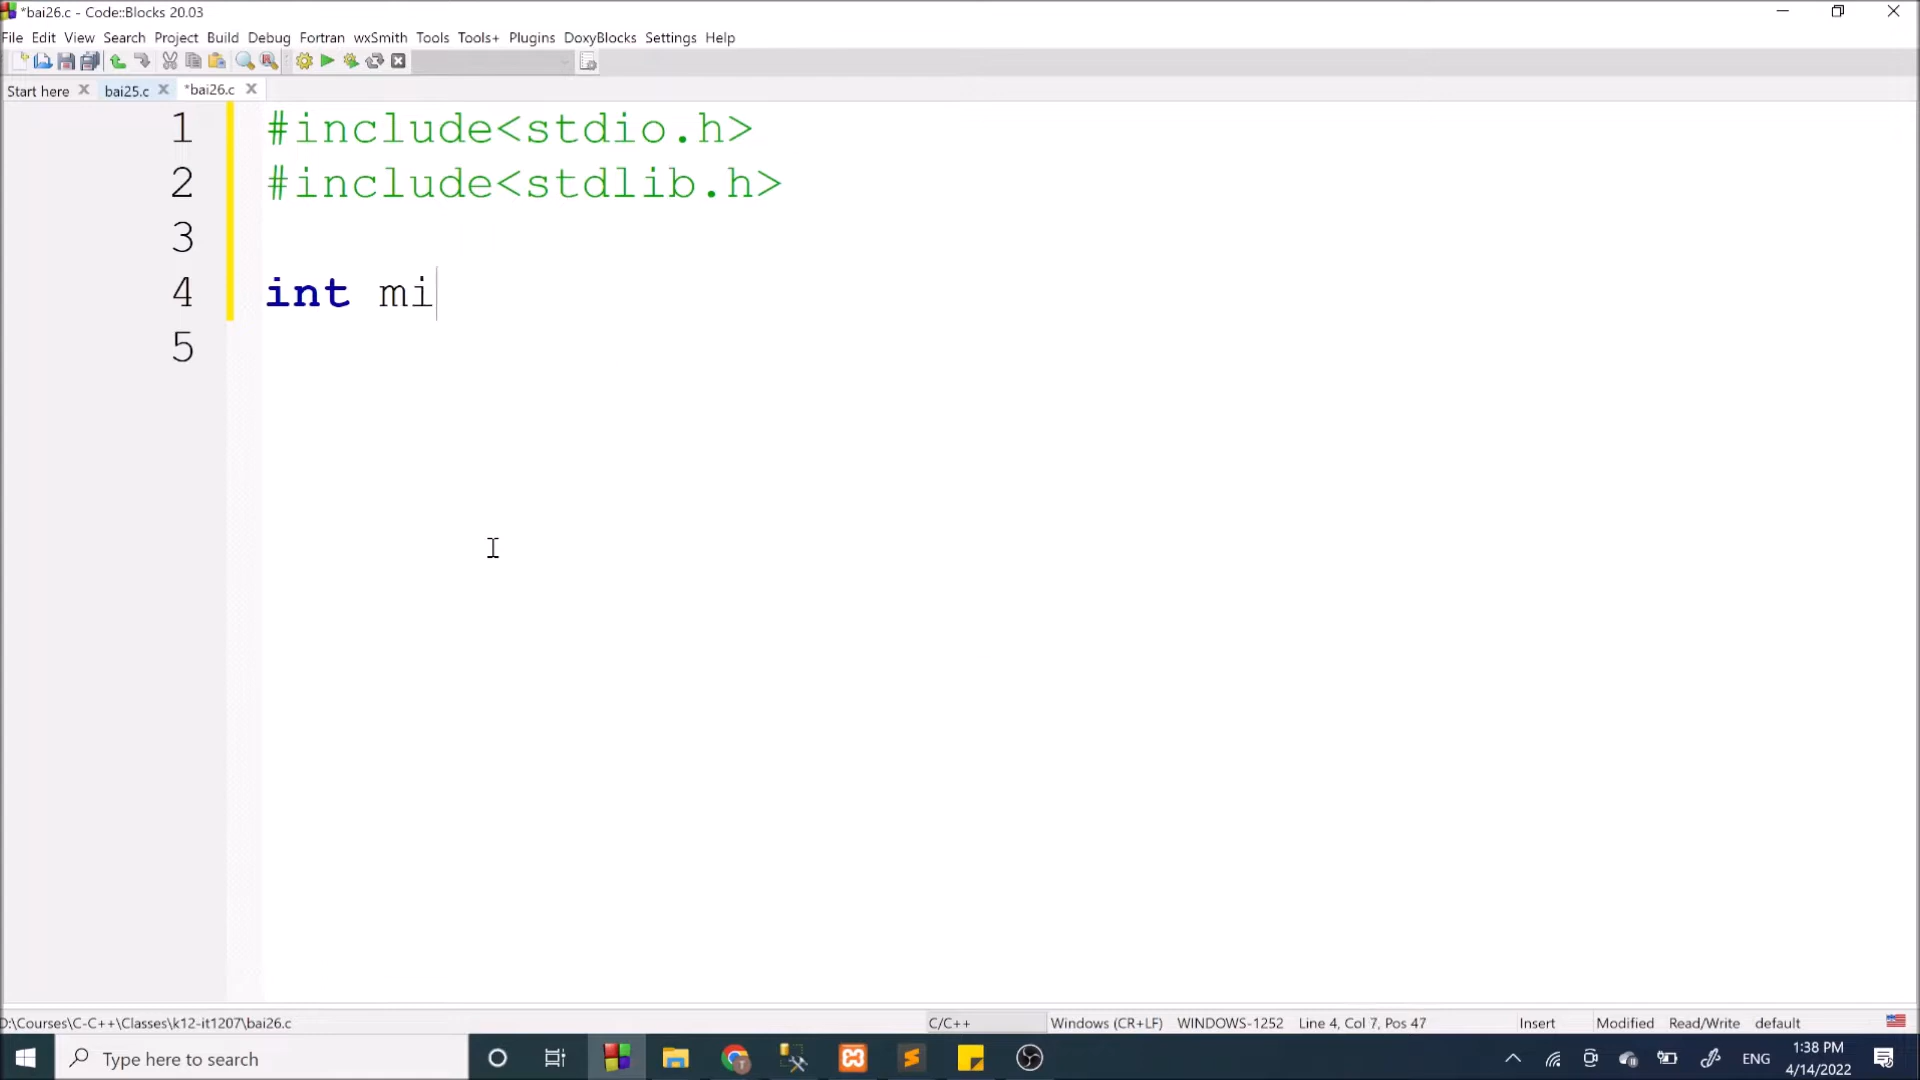 *bai26.c - Code::Blocks 20.03
File Edit View Search Project Build Debug Fortran wxSmith Tools Tools+ Plugins DoxyBlocks Settings Help
Start here bai25.c *bai26.c
1 #include<stdio.h>
2 #include<stdlib.h>
3
4 int mi
5
D:\Courses\C-C++\Classes\k12-it1207\bai26.c C/C++ Windows (CR+LF) WINDOWS-1252 Line 4, Col 7, Pos 47 Insert Modified Read/Write default
Type here to search ENG 1:38 PM
4/14/2022